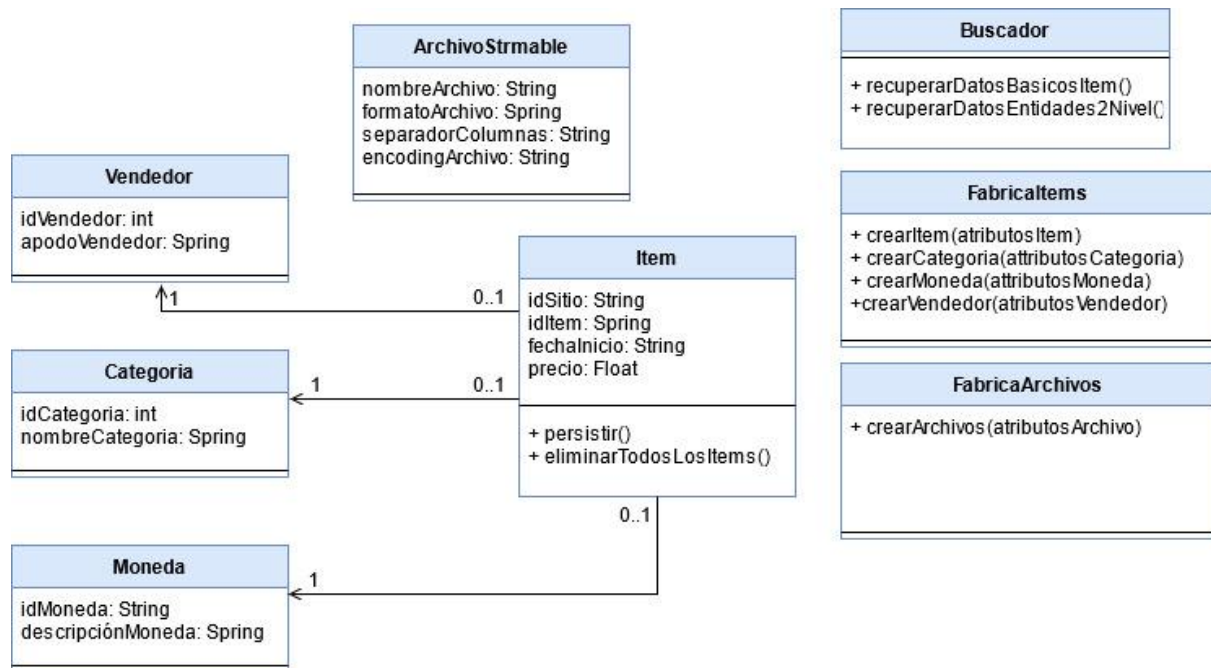 ArchivoStrmable
nombreArchivo: String
formatoArchivo: Spring
separadorColumnas: String
encodingArchivo: String
Buscador
+ recuperarDatosBasicosItem()
+ recuperarDatosEntidades2Nivel()
Vendedor
idVendedor: int
apodoVendedor: Spring
FabricaItems
+ crearItem(atributosItem)
+ crearCategoria(attributosCategoria)
+ crearMoneda(attributosMoneda)
+crearVendedor(atributosVendedor)
Item
idSitio: String
idItem: Spring
fechaInicio: String
precio: Float
+ persistir()
+ eliminarTodosLosItems()
1
0..1
Categoria
idCategoria: int
nombreCategoria: Spring
1
0..1
FabricaArchivos
+ crearArchivos(atributosArchivo)
0..1
1
Moneda
idMoneda: String
descripciónMoneda: Spring